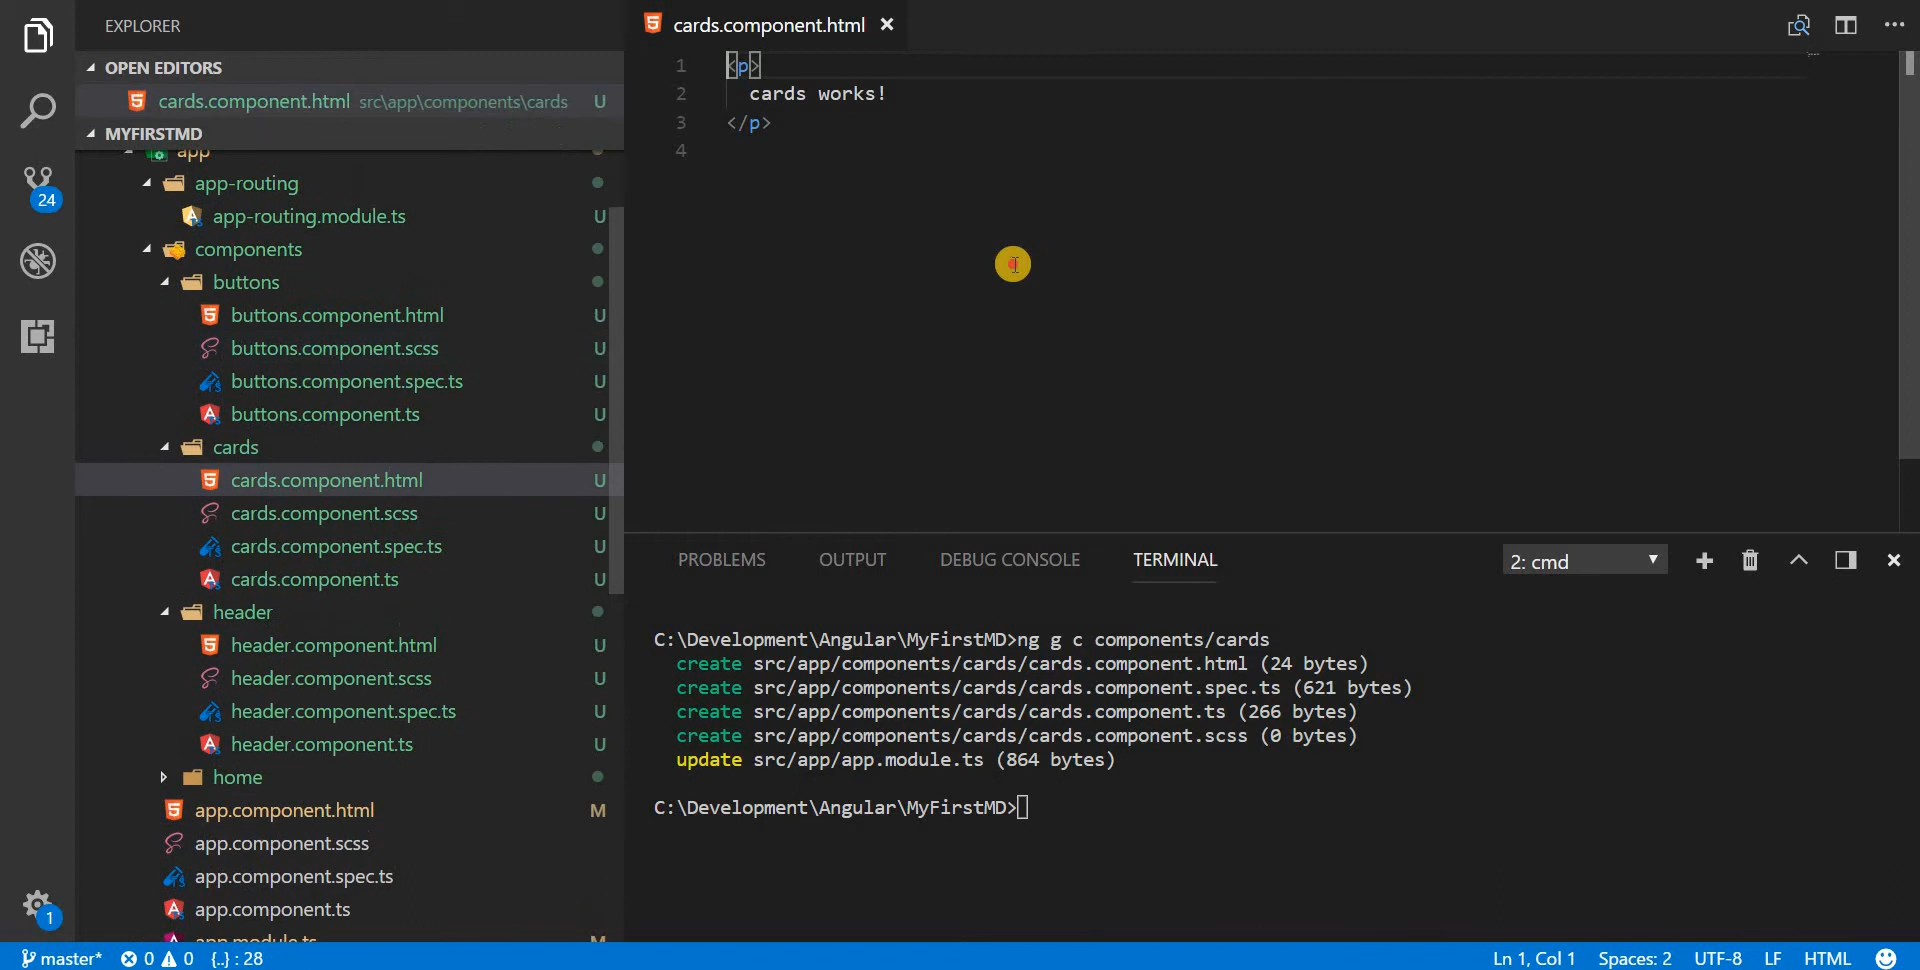 EXPLORER
OPEN EDITORS
cards.component.html src\app\components\cards U
MYFIRSTMD
app
app-routing
app-routing.module.ts U
components
buttons
buttons.component.html U
buttons.component.scss U
buttons.component.spec.ts U
buttons.component.ts U
cards
cards.component.html U
cards.component.scss U
cards.component.spec.ts U
cards.component.ts U
header
header.component.html U
header.component.scss U
header.component.spec.ts U
header.component.ts U
home
app.component.html M
app.component.scss
app.component.spec.ts
app.component.ts
app.module.ts M
24
1
cards.component.html
1 <p>
2 cards works!
3 </p>
4
PROBLEMS OUTPUT DEBUG CONSOLE TERMINAL 2: cmd
C:\Development\Angular\MyFirstMD>ng g c components/cards
create src/app/components/cards/cards.component.html (24 bytes)
create src/app/components/cards/cards.component.spec.ts (621 bytes)
create src/app/components/cards/cards.component.ts (266 bytes)
create src/app/components/cards/cards.component.scss (0 bytes)
update src/app/app.module.ts (864 bytes)
C:\Development\Angular\MyFirstMD>
master* 0 0 {..} : 28 Ln 1, Col 1 Spaces: 2 UTF-8 LF HTML